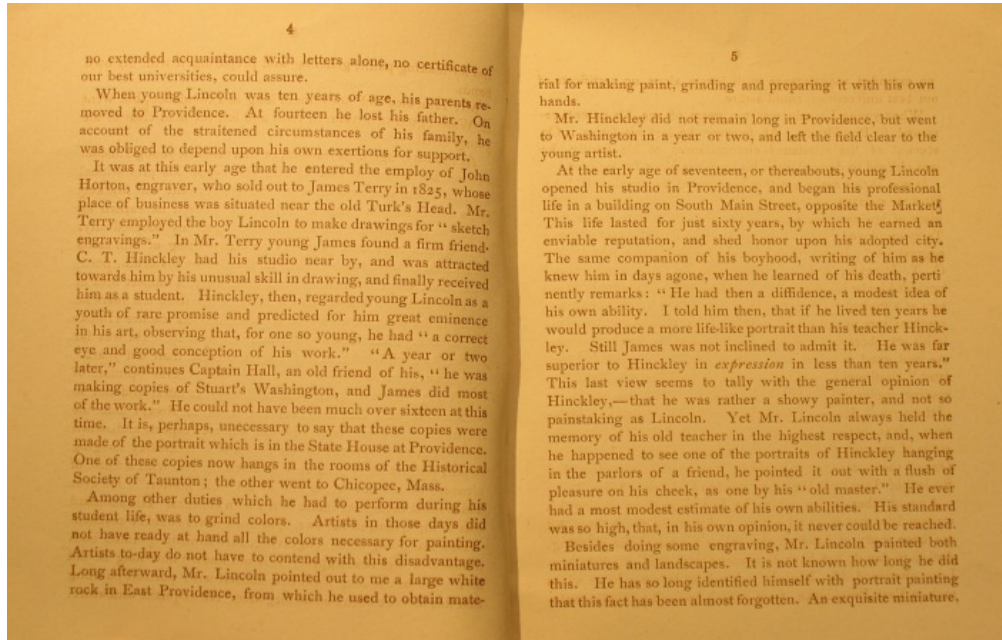 4
no extended acquaintance with letters alone, no certificate of
our best universities, could assure.
When young Lincoln was ten years of age, his parents re-
moved to Providence. At fourteen he lost his father. On
account of the straitened circumstances of his family, he
was obliged to depend upon his own exertions for support.
It was at this early age that he entered the employ of John
Horton, engraver, who sold out to James Terry in 1825, whose
place of business was situated near the old Turk's Head. Mr.
Terry employed the boy Lincoln to make drawings for “ sketch
engravings.” In Mr. Terry young James found a firm friend.
C. T. Hinckley had his studio near by, and was attracted
towards him by his unusual skill in drawing, and finally received
him as a student. Hinckley, then, regarded young Lincoln as a
youth of rare promise and predicted for him great eminence
in his art, observing that, for one so young, he had “ a correct
eye and good conception of his work.” “A year or two
later,” continues Captain Hall, an old friend of his, “ he was
making copies of Stuart's Washington, and James did most
of the work.” He could not have been much over sixteen at this
time. It is, perhaps, unecessary to say that these copies were
made of the portrait which is in the State House at Providence.
One of these copies now hangs in the rooms of the Historical
Society of Taunton; the other went to Chicopee, Mass.
Among other duties which he had to perform during his
student life, was to grind colors. Artists in those days did
not have ready at hand all the colors necessary for painting.
Artists to-day do not have to contend with this disadvantage.
Long afterward, Mr. Lincoln pointed out to me a large white
rock in East Providence, from which he used to obtain mate-
5
rial for making paint, grinding and preparing it with his own
hands.
Mr. Hinckley did not remain long in Providence, but went
to Washington in a year or two, and left the field clear to the
young artist.
At the early age of seventeen, or thereabouts, young Lincoln
opened his studio in Providence, and began his professional
life in a building on South Main Street, opposite the Market.
This life lasted for just sixty years, by which he earned an
enviable reputation, and shed honor upon his adopted city.
The same companion of his boyhood, writing of him as he
knew him in days agone, when he learned of his death, perti
nently remarks: “ He had then a diffidence, a modest idea of
his own ability. I told him then, that if he lived ten years he
would produce a more life-like portrait than his teacher Hinck-
ley. Still James was not inclined to admit it. He was far
superior to Hinckley in expression in less than ten years.”
This last view seems to tally with the general opinion of
Hinckley,—that he was rather a showy painter, and not so
painstaking as Lincoln. Yet Mr. Lincoln always held the
memory of his old teacher in the highest respect, and, when
he happened to see one of the portraits of Hinckley hanging
in the parlors of a friend, he pointed it out with a flush of
pleasure on his cheek, as one by his “old master.” He ever
had a most modest estimate of his own abilities. His standard
was so high, that, in his own opinion, it never could be reached.
Besides doing some engraving, Mr. Lincoln painted both
miniatures and landscapes. It is not known how long he did
this. He has so long identified himself with portrait painting
that this fact has been almost forgotten. An exquisite miniature,